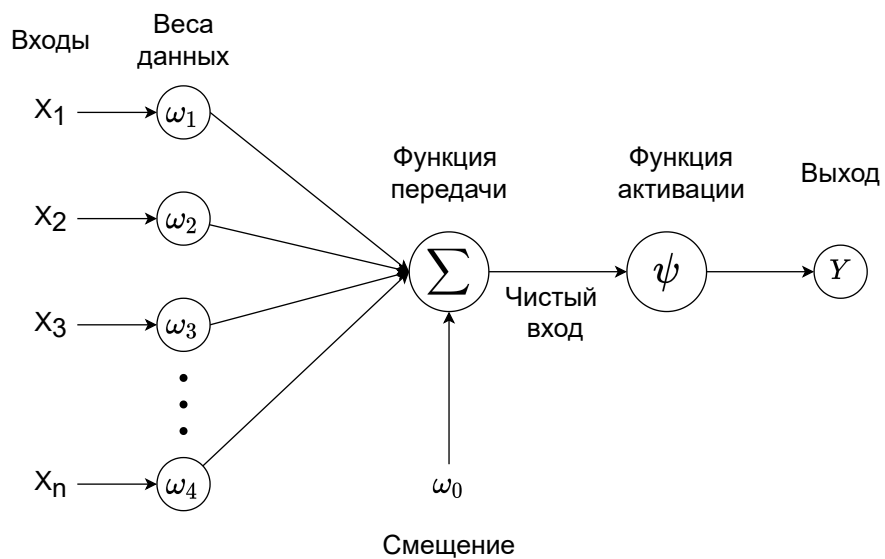 Входы
Веса
данных
X1
ω1
X2
ω2
X3
ω3
Xn
ω4
Функция
передачи
∑
Чистый
вход
ω0
Смещение
Функция
активации
ψ
Выход
Y